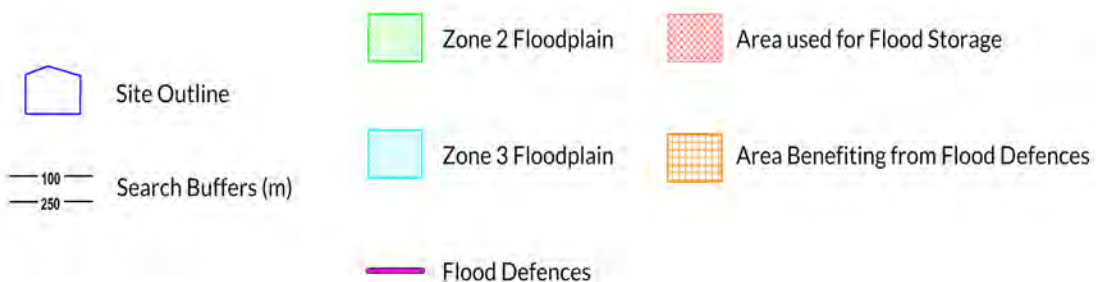 Site Outline
100
250
Search Buffers (m)
Zone 2 Floodplain
Zone 3 Floodplain
Flood Defences
Area used for Flood Storage
Area Benefiting from Flood Defences